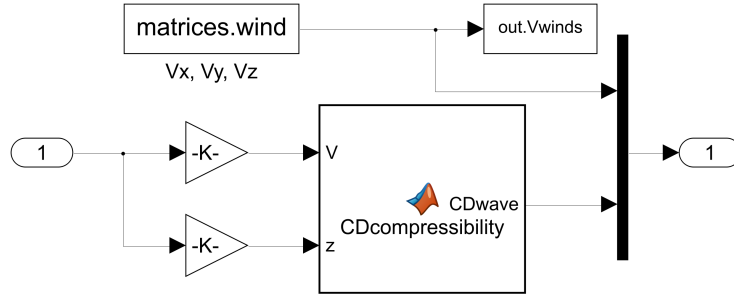 matrices.wind
out.Vwinds
Vx, Vy, Vz
1
-K-
V
CDwave
CDcompressibility
1
-K-
z